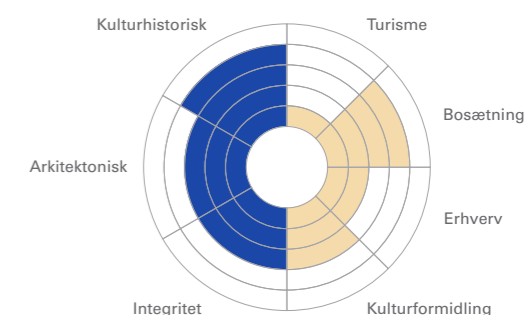 Kulturhistorisk
Turisme
Bosætning
Arkitektonisk
Erhverv
Integritet
Kulturformidling